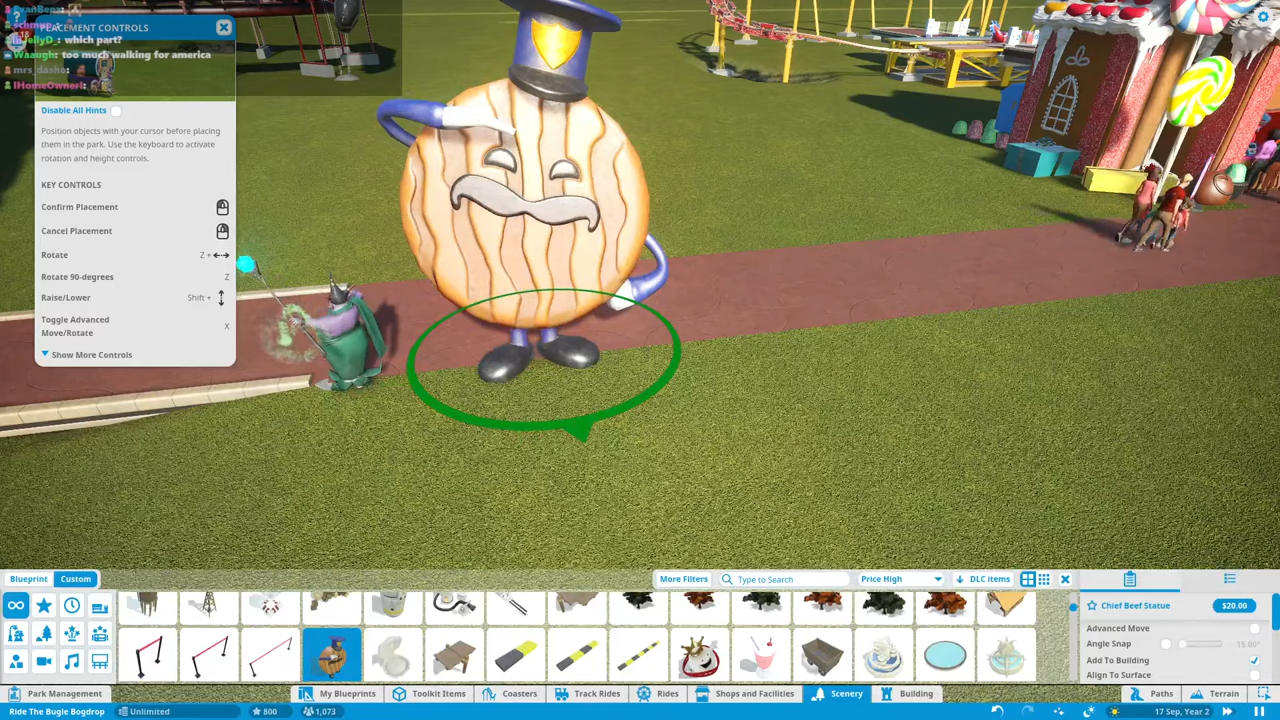 EvanBenz
PLACEMENT CONTROLS
JellyD_: which part?
Waaugh: too much walking for america
mrs_dasho:
IHomeOwnerI:
Disable All Hints
Position objects with your cursor before placing
them in the park. Use the keyboard to activate
rotation and height controls.
KEY CONTROLS
Confirm Placement
Cancel Placement
Rotate Z +
Rotate 90-degrees Z
Raise/Lower Shift +
Toggle Advanced
Move/Rotate X
Show More Controls
Blueprint Custom More Filters Type to Search Price High DLC items
Chief Beef Statue $20.00
Advanced Move
Angle Snap 15.00°
Add To Building
Align To Surface
Park Management My Blueprints Toolkit Items Coasters Track Rides Rides Shops and Facilities Scenery Building Paths Terrain
Ride The Bugle Bogdrop Unlimited 800 1,073 17 Sep, Year 2